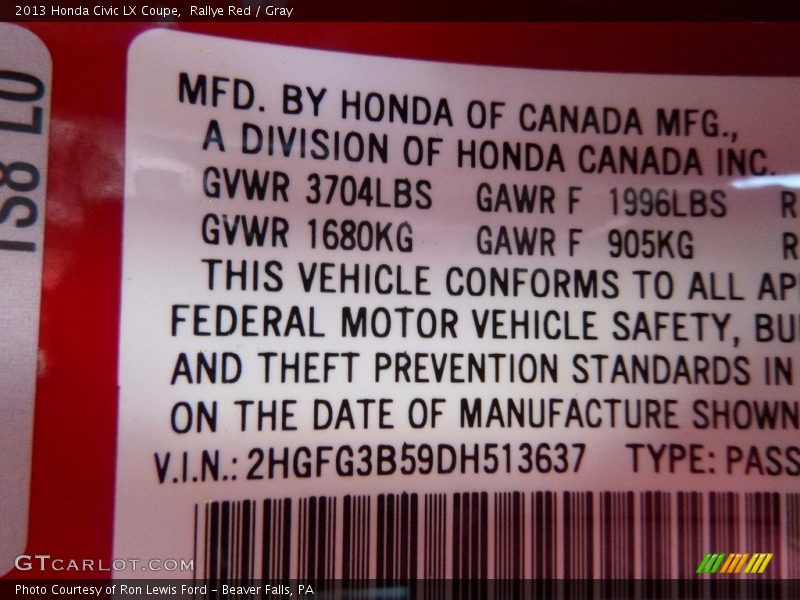 2013 Honda Civic LX Coupe, Rallye Red / Gray
MFD. BY HONDA OF CANADA MFG.,
A DIVISION OF HONDA CANADA INC.
GVWR 3704LBS GAWR F 1996LBS R
GVWR 1680KG GAWR F 905KG R
THIS VEHICLE CONFORMS TO ALL AP
FEDERAL MOTOR VEHICLE SAFETY, BU
AND THEFT PREVENTION STANDARDS IN
ON THE DATE OF MANUFACTURE SHOWN
V.I.N.: 2HGFG3B59DH513637 TYPE: PASS
GTCARLOT.COM
Photo Courtesy of Ron Lewis Ford - Beaver Falls, PA